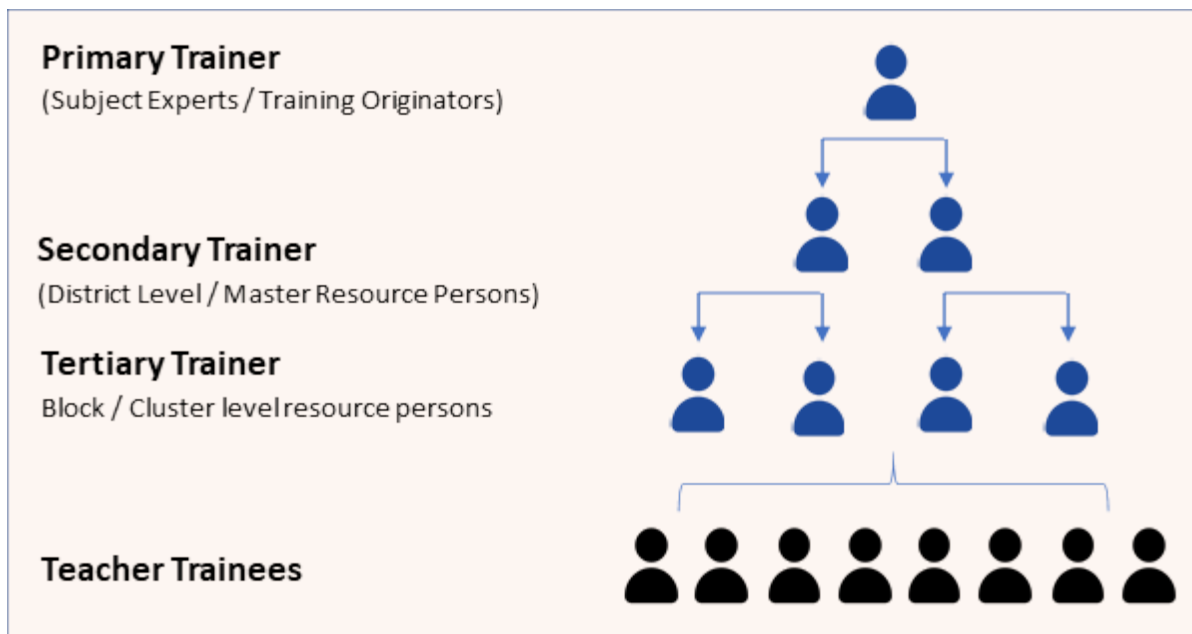 Primary Trainer
(Subject Experts / Training Originators)
Secondary Trainer
(District Level / Master Resource Persons)
Tertiary Trainer
Block / Cluster level resource persons
Teacher Trainees